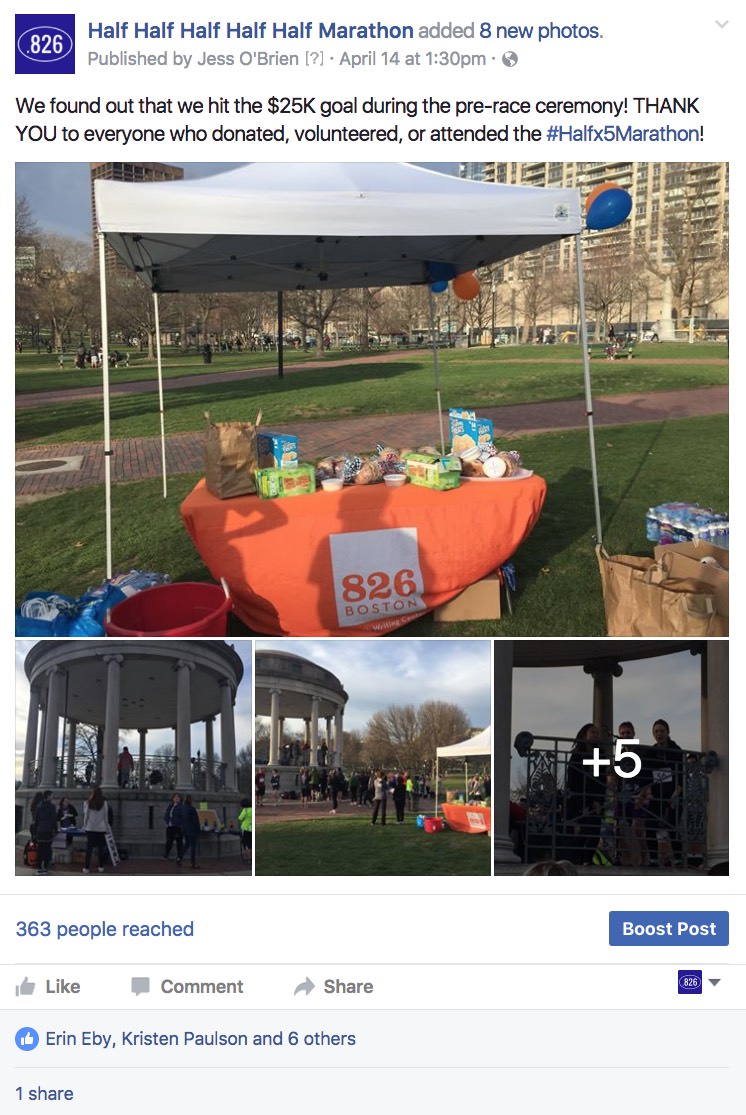 .826
Half Half Half Half Half Marathon added 8 new photos.
Published by Jess O'Brien [?] · April 14 at 1:30pm ·
We found out that we hit the $25K goal during the pre-race ceremony! THANK
YOU to everyone who donated, volunteered, or attended the #Halfx5Marathon!
826
BOSTON
Writing
+5
363 people reached
Boost Post
Like
Comment
Share
.826
Erin Eby, Kristen Paulson and 6 others
1 share